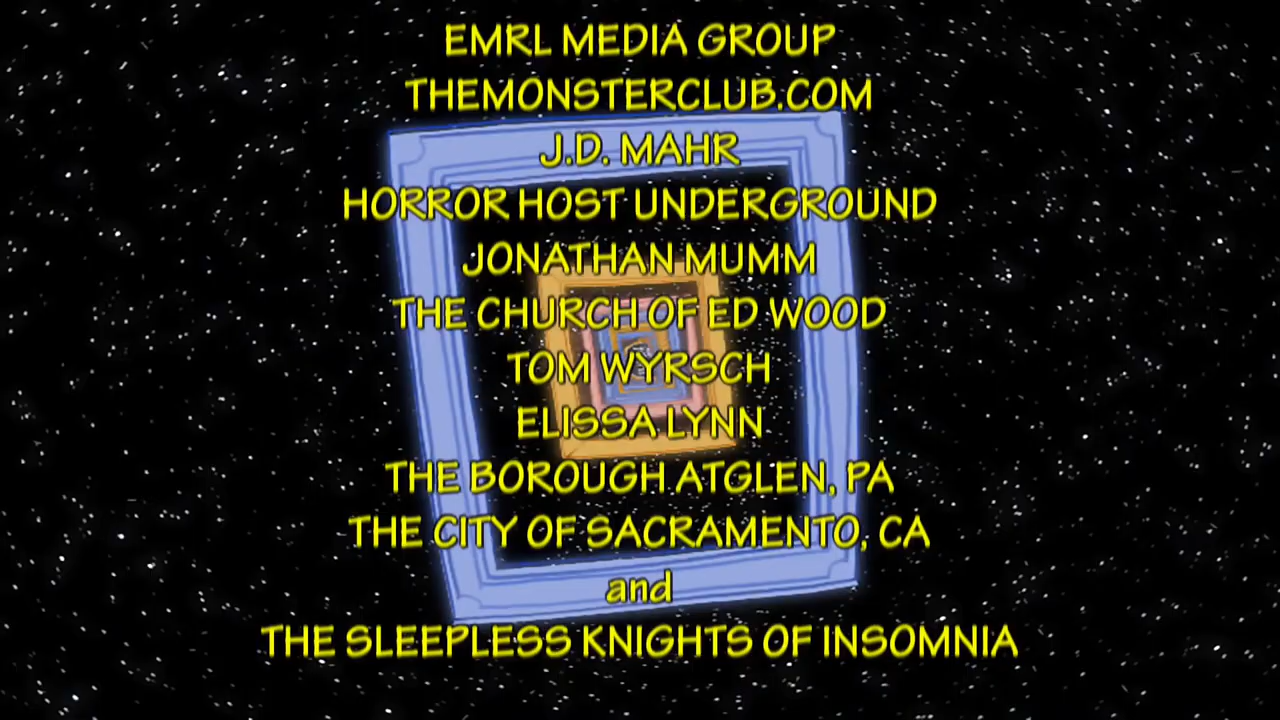 EMRL MEDIA GROUP
THEMONSTERCLUB.COM
J.D. MAHR
HORROR HOST UNDERGROUND
JONATHAN MUMM
THE CHURCH OF ED WOOD
TOM WYRSCH
ELISSA LYNN
THE BOROUGH ATGLEN, PA
THE CITY OF SACRAMENTO, CA
and
THE SLEEPLESS KNIGHTS OF INSOMNIA